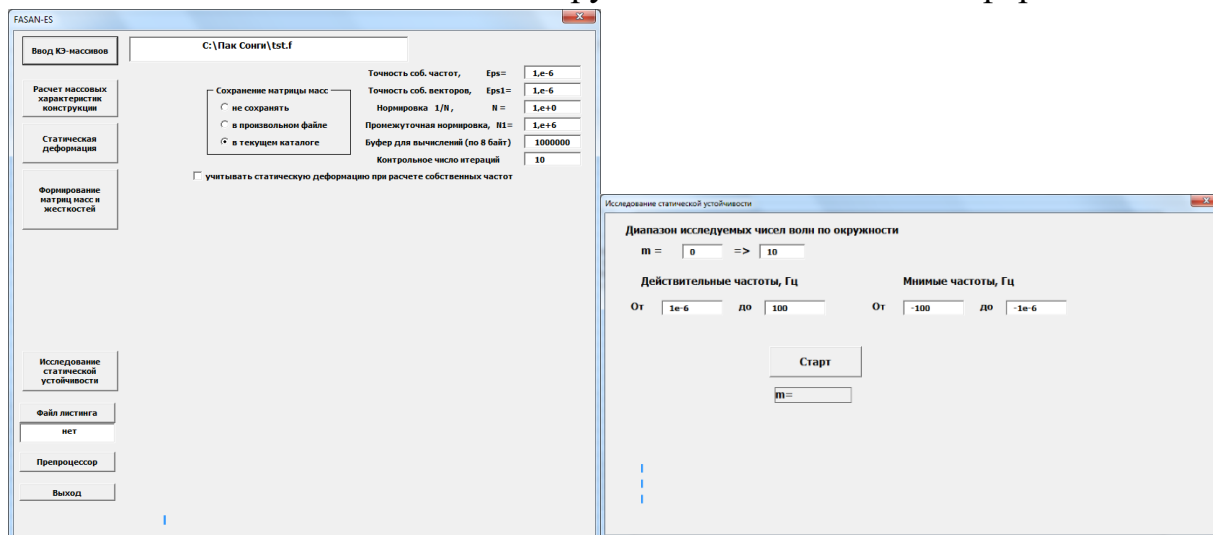 FASAN-ES
Ввод КЭ-массивов
C:\Пак Сонги\tst.f
Расчет массовых
характеристик
конструкции
Статическая
деформация
Формирование
матриц масс и
жесткостей
Сохранение матрицы масс
не сохранять
в произвольном файле
в текущем каталоге
Точность соб. частот, Eps= 1,e-6
Точность соб. векторов, Eps1= 1,e-6
Нормировка 1/N, N = 1,e+0
Промежуточная нормировка, N1= 1,e+6
Буфер для вычислений (по 8 байт) 1000000
Контрольное число итераций 10
учитывать статическую деформацию при расчете собственных частот
Исследование
статической
устойчивости
Файл листинга
нет
Препроцессор
Выход
Исследование статической устойчивости
Диапазон исследуемых чисел волн по окружности
m = 0 => 10
Действительные частоты, Гц
Мнимые частоты, Гц
От 1e-6 до 100
От -100 до -1e-6
Старт
m=